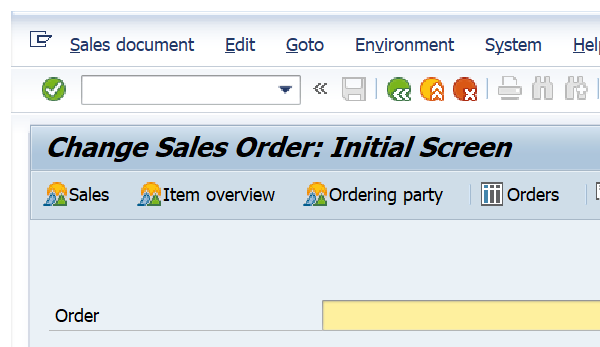 Sales document Edit Goto Environment System Help
Change Sales Order: Initial Screen
Sales Item overview Ordering party Orders
Order